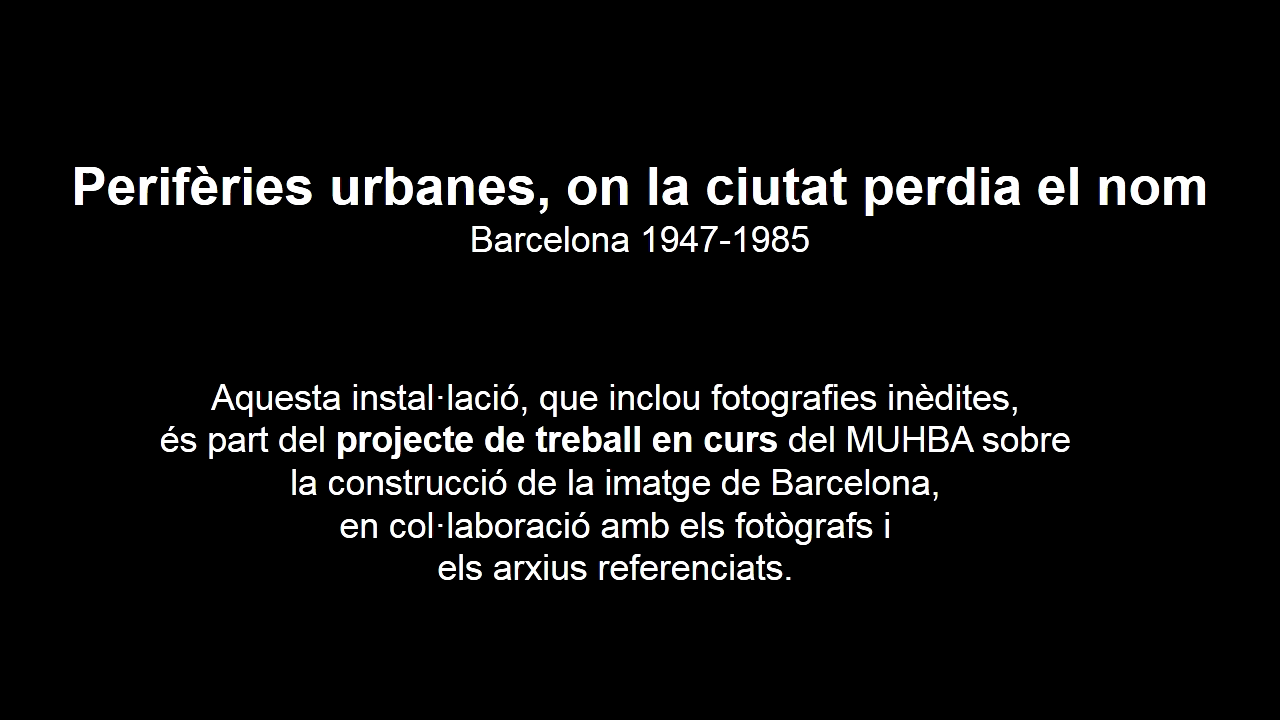 Perifèries urbanes, on la ciutat perdia el nom
Barcelona 1947-1985
Aquesta instal·lació, que inclou fotografies inèdites,
és part del projecte de treball en curs del MUHBA sobre
la construcció de la imatge de Barcelona,
en col·laboració amb els fotògrafs i
els arxius referenciats.